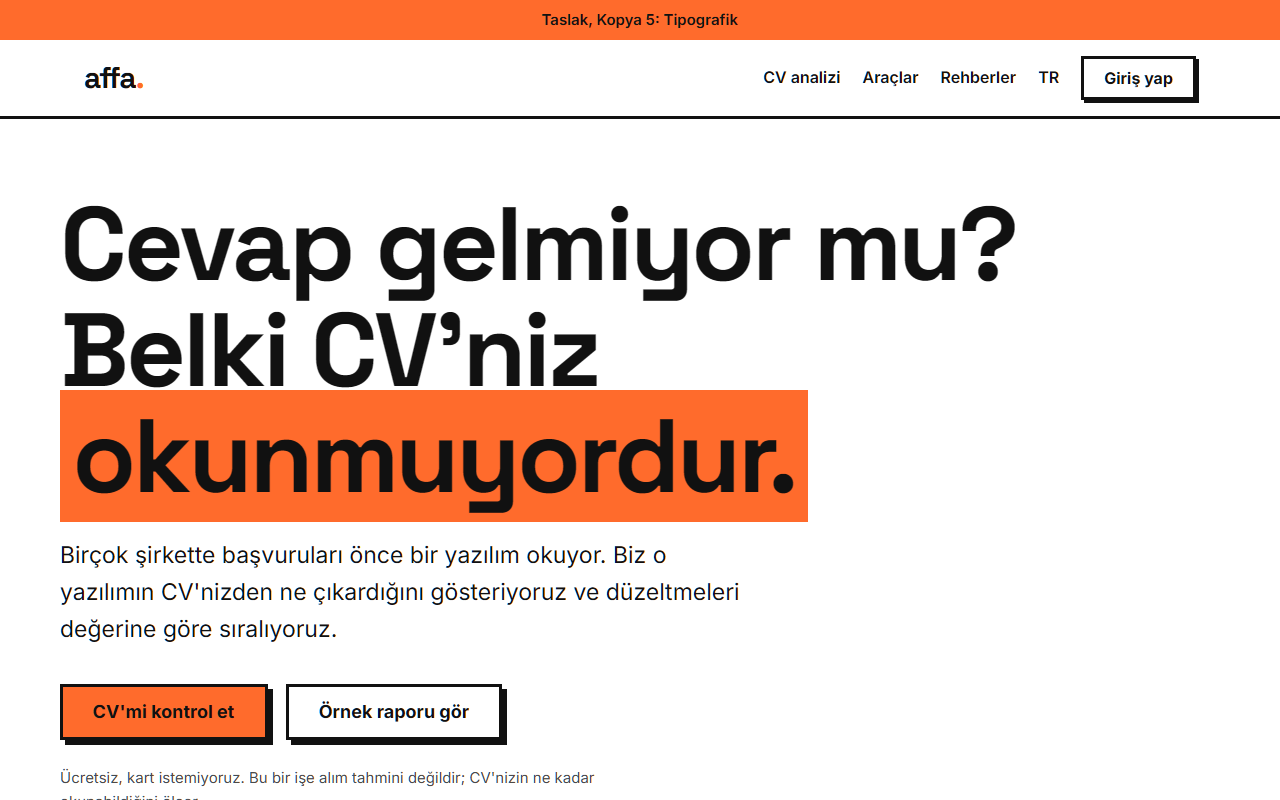 Taslak, Kopya 5: Tipografik
affa.
CV analizi Araçlar Rehberler TR Giriş yap
Cevap gelmiyor mu?
Belki CV’niz
okunmuyordur.
Birçok şirkette başvuruları önce bir yazılım okuyor. Biz o
yazılımın CV'nizden ne çıkardığını gösteriyoruz ve düzeltmeleri
değerine göre sıralıyoruz.
CV'mi kontrol et Örnek raporu gör
Ücretsiz, kart istemiyoruz. Bu bir işe alım tahmini değildir; CV'nizin ne kadar